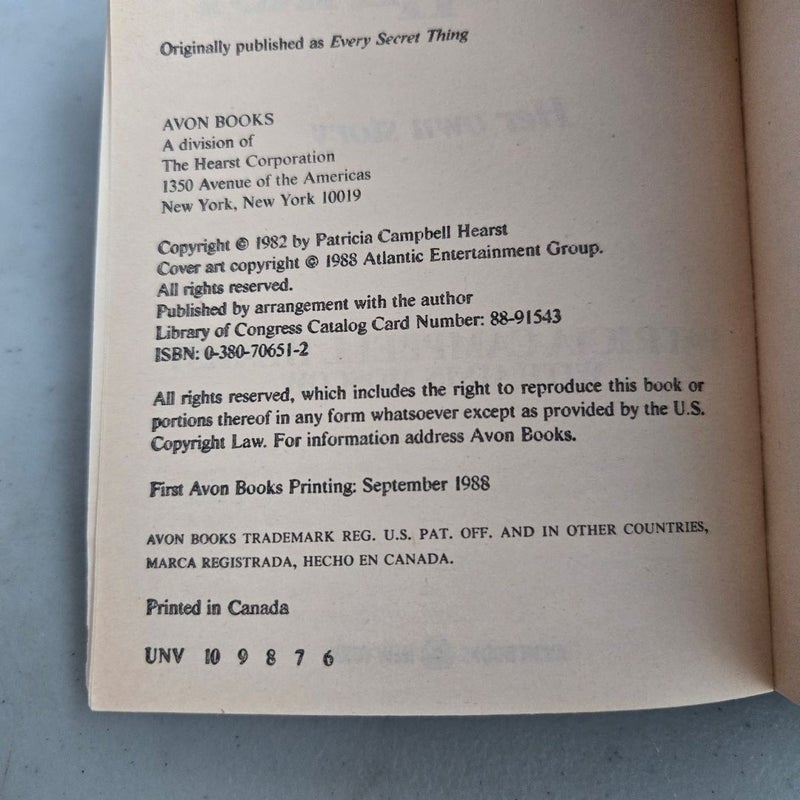 Originally published as Every Secret Thing
AVON BOOKS
A division of
The Hearst Corporation
1350 Avenue of the Americas
New York, New York 10019
Copyright © 1982 by Patricia Campbell Hearst
Cover art copyright © 1988 Atlantic Entertainment Group.
All rights reserved.
Published by arrangement with the author
Library of Congress Catalog Card Number: 88-91543
ISBN: 0-380-70651-2
All rights reserved, which includes the right to reproduce this book or
portions thereof in any form whatsoever except as provided by the U.S.
Copyright Law. For information address Avon Books.
First Avon Books Printing: September 1988
AVON BOOKS TRADEMARK REG. U.S. PAT. OFF. AND IN OTHER COUNTRIES,
MARCA REGISTRADA, HECHO EN CANADA.
Printed in Canada
UNV 10 9 8 7 6